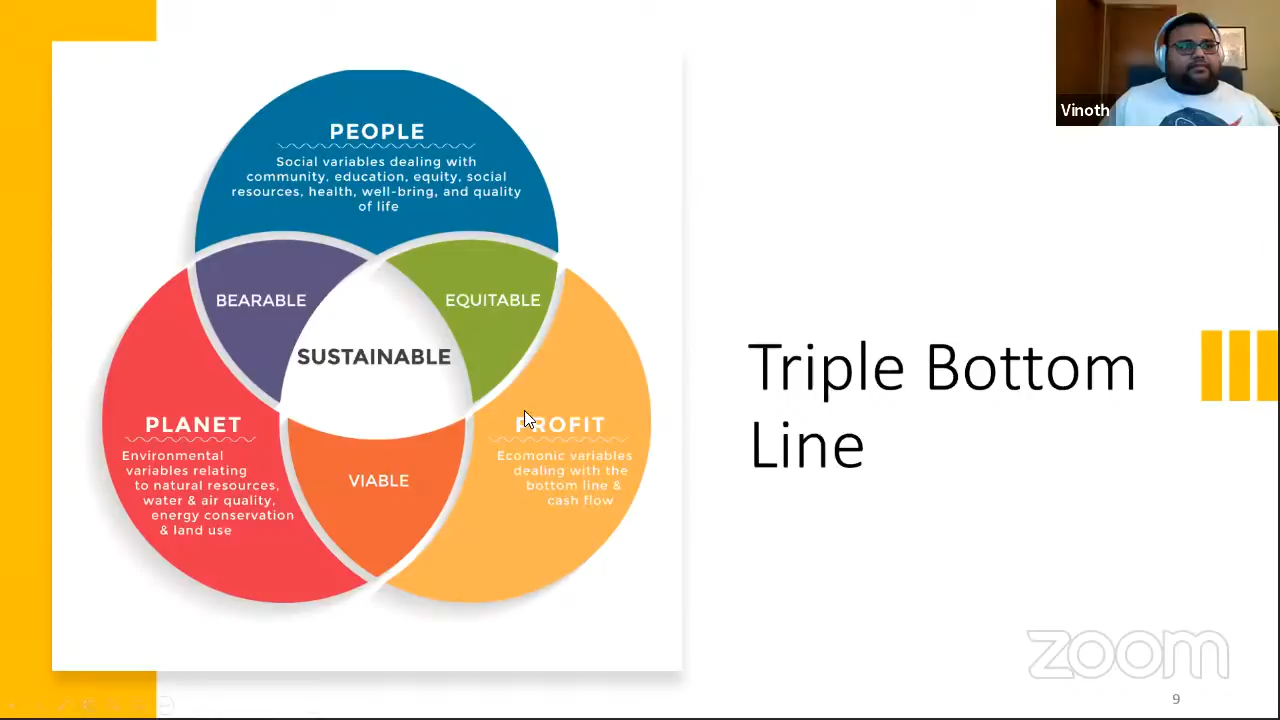 PEOPLE
Social variables dealing with
community, education, equity, social
resources, health, well-bring, and quality
of life
BEARABLE
EQUITABLE
SUSTAINABLE
PLANET
Environmental
variables relating
to natural resources,
water & air quality,
energy conservation
& land use
VIABLE
PROFIT
Ecomonic variables
dealing with the
bottom line &
cash flow
Triple Bottom
Line
Vinoth
zoom
9